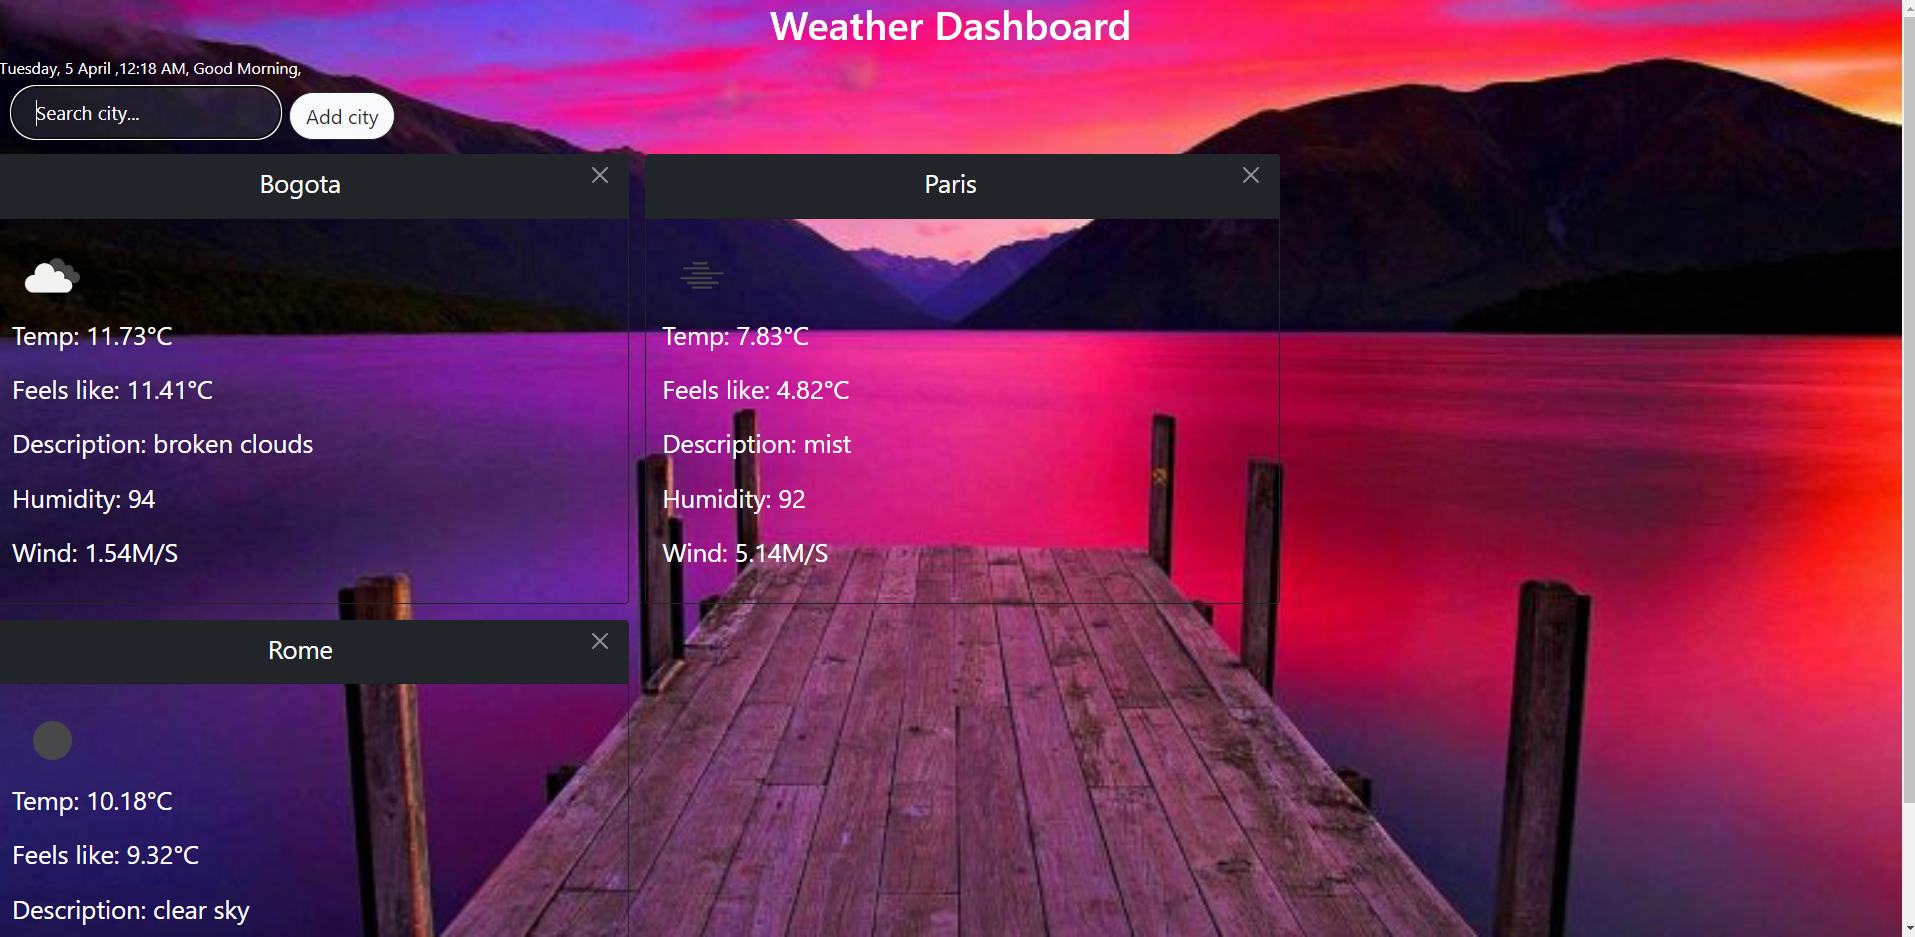 Weather Dashboard
Tuesday, 5 April ,12:18 AM, Good Morning,
Search city...
Add city
Bogota
Temp: 11.73°C
Feels like: 11.41°C
Description: broken clouds
Humidity: 94
Wind: 1.54M/S
Paris
Temp: 7.83°C
Feels like: 4.82°C
Description: mist
Humidity: 92
Wind: 5.14M/S
Rome
Temp: 10.18°C
Feels like: 9.32°C
Description: clear sky